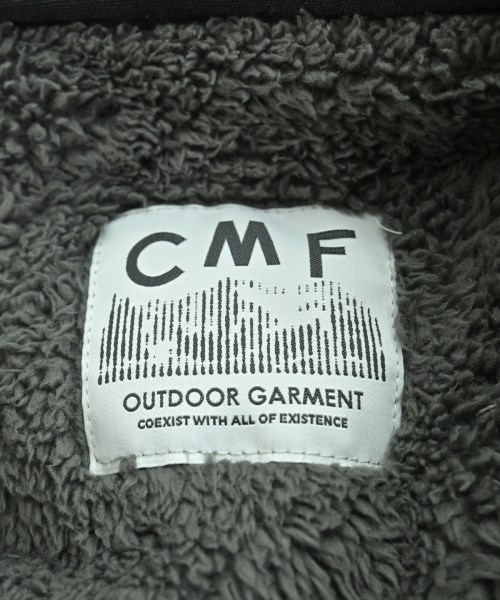 CMF
OUTDOOR GARMENT
COEXIST WITH ALL OF EXISTENCE